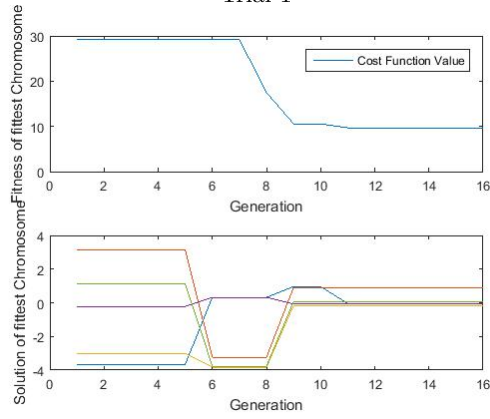 Trial 1
30
20
10
0
0 2 4 6 8 10 12 14 16
Generation
Fitness of fittest Chromosome
Cost Function Value
4
2
0
-2
-4
0 2 4 6 8 10 12 14 16
Generation
Solution of fittest Chromosome